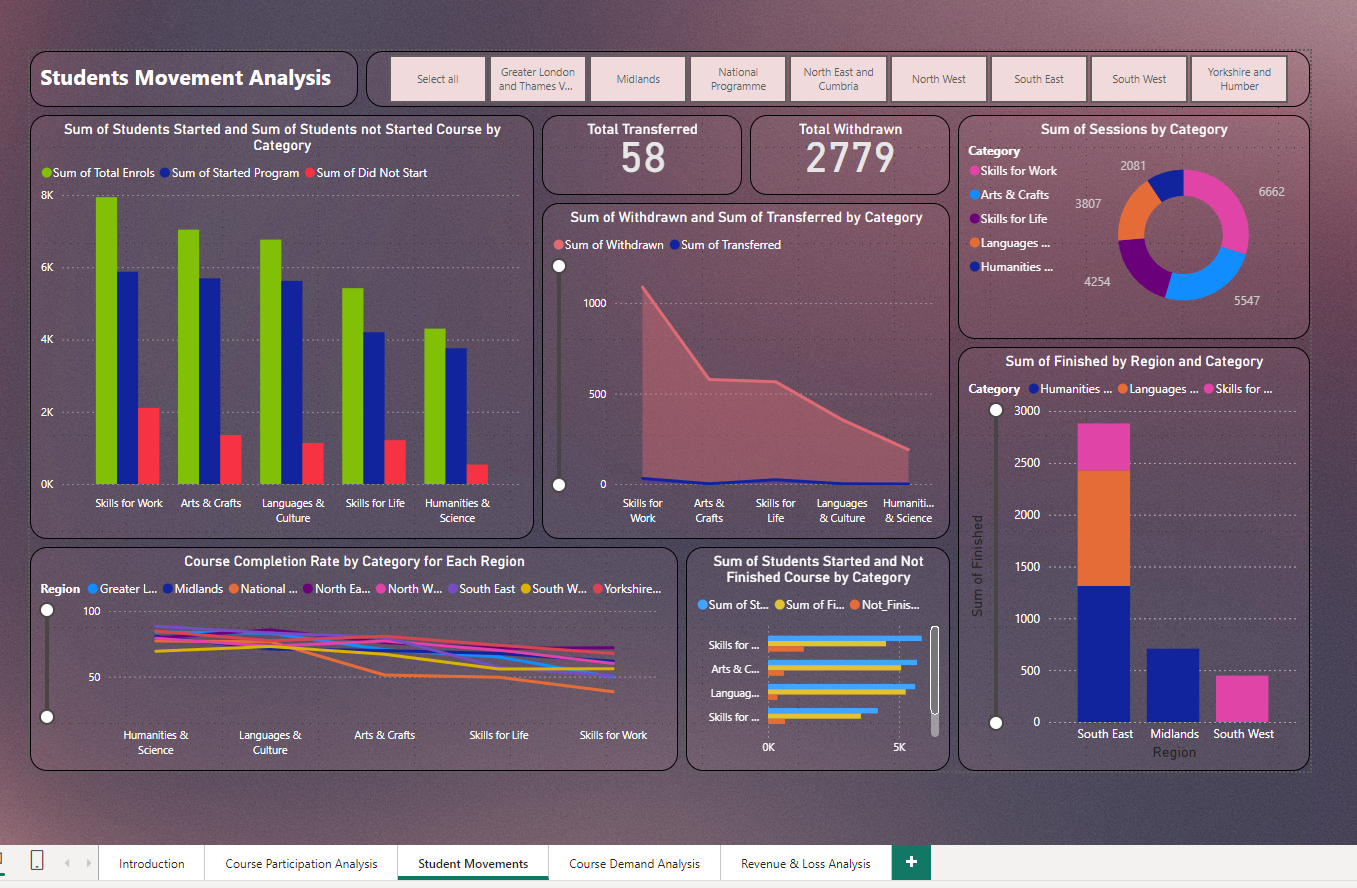 Students Movement Analysis
Select all
Greater London
and Thames V...
Midlands
National
Programme
North East and
Cumbria
North West
South East
South West
Yorkshire and
Humber
Sum of Students Started and Sum of Students not Started Course by
Category
Sum of Total Enrols
Sum of Started Program
Sum of Did Not Start
8K
6K
4K
2K
0K
Skills for Work
Arts & Crafts
Languages &
Culture
Skills for Life
Humanities &
Science
Total Transferred
58
Total Withdrawn
2779
Sum of Withdrawn and Sum of Transferred by Category
Sum of Withdrawn
Sum of Transferred
1000
500
0
Skills for
Work
Arts &
Crafts
Skills for
Life
Languages
& Culture
Humaniti...
& Science
Sum of Sessions by Category
Category
Skills for Work
Arts & Crafts
Skills for Life
Languages ...
Humanities ...
2081
6662
3807
4254
5547
Sum of Finished by Region and Category
Category
Humanities ...
Languages ...
Skills for ...
3000
2500
2000
1500
1000
500
0
Sum of Finished
South East
Midlands
South West
Region
Course Completion Rate by Category for Each Region
Region
Greater L...
Midlands
National ...
North Ea...
North W...
South East
South W...
Yorkshire...
100
50
Humanities &
Science
Languages &
Culture
Arts & Crafts
Skills for Life
Skills for Work
Sum of Students Started and Not
Finished Course by Category
Sum of St...
Sum of Fi...
Not_Finis...
Skills for ...
Arts & C...
Languag...
Skills for ...
0K
5K
Introduction
Course Participation Analysis
Student Movements
Course Demand Analysis
Revenue & Loss Analysis
+